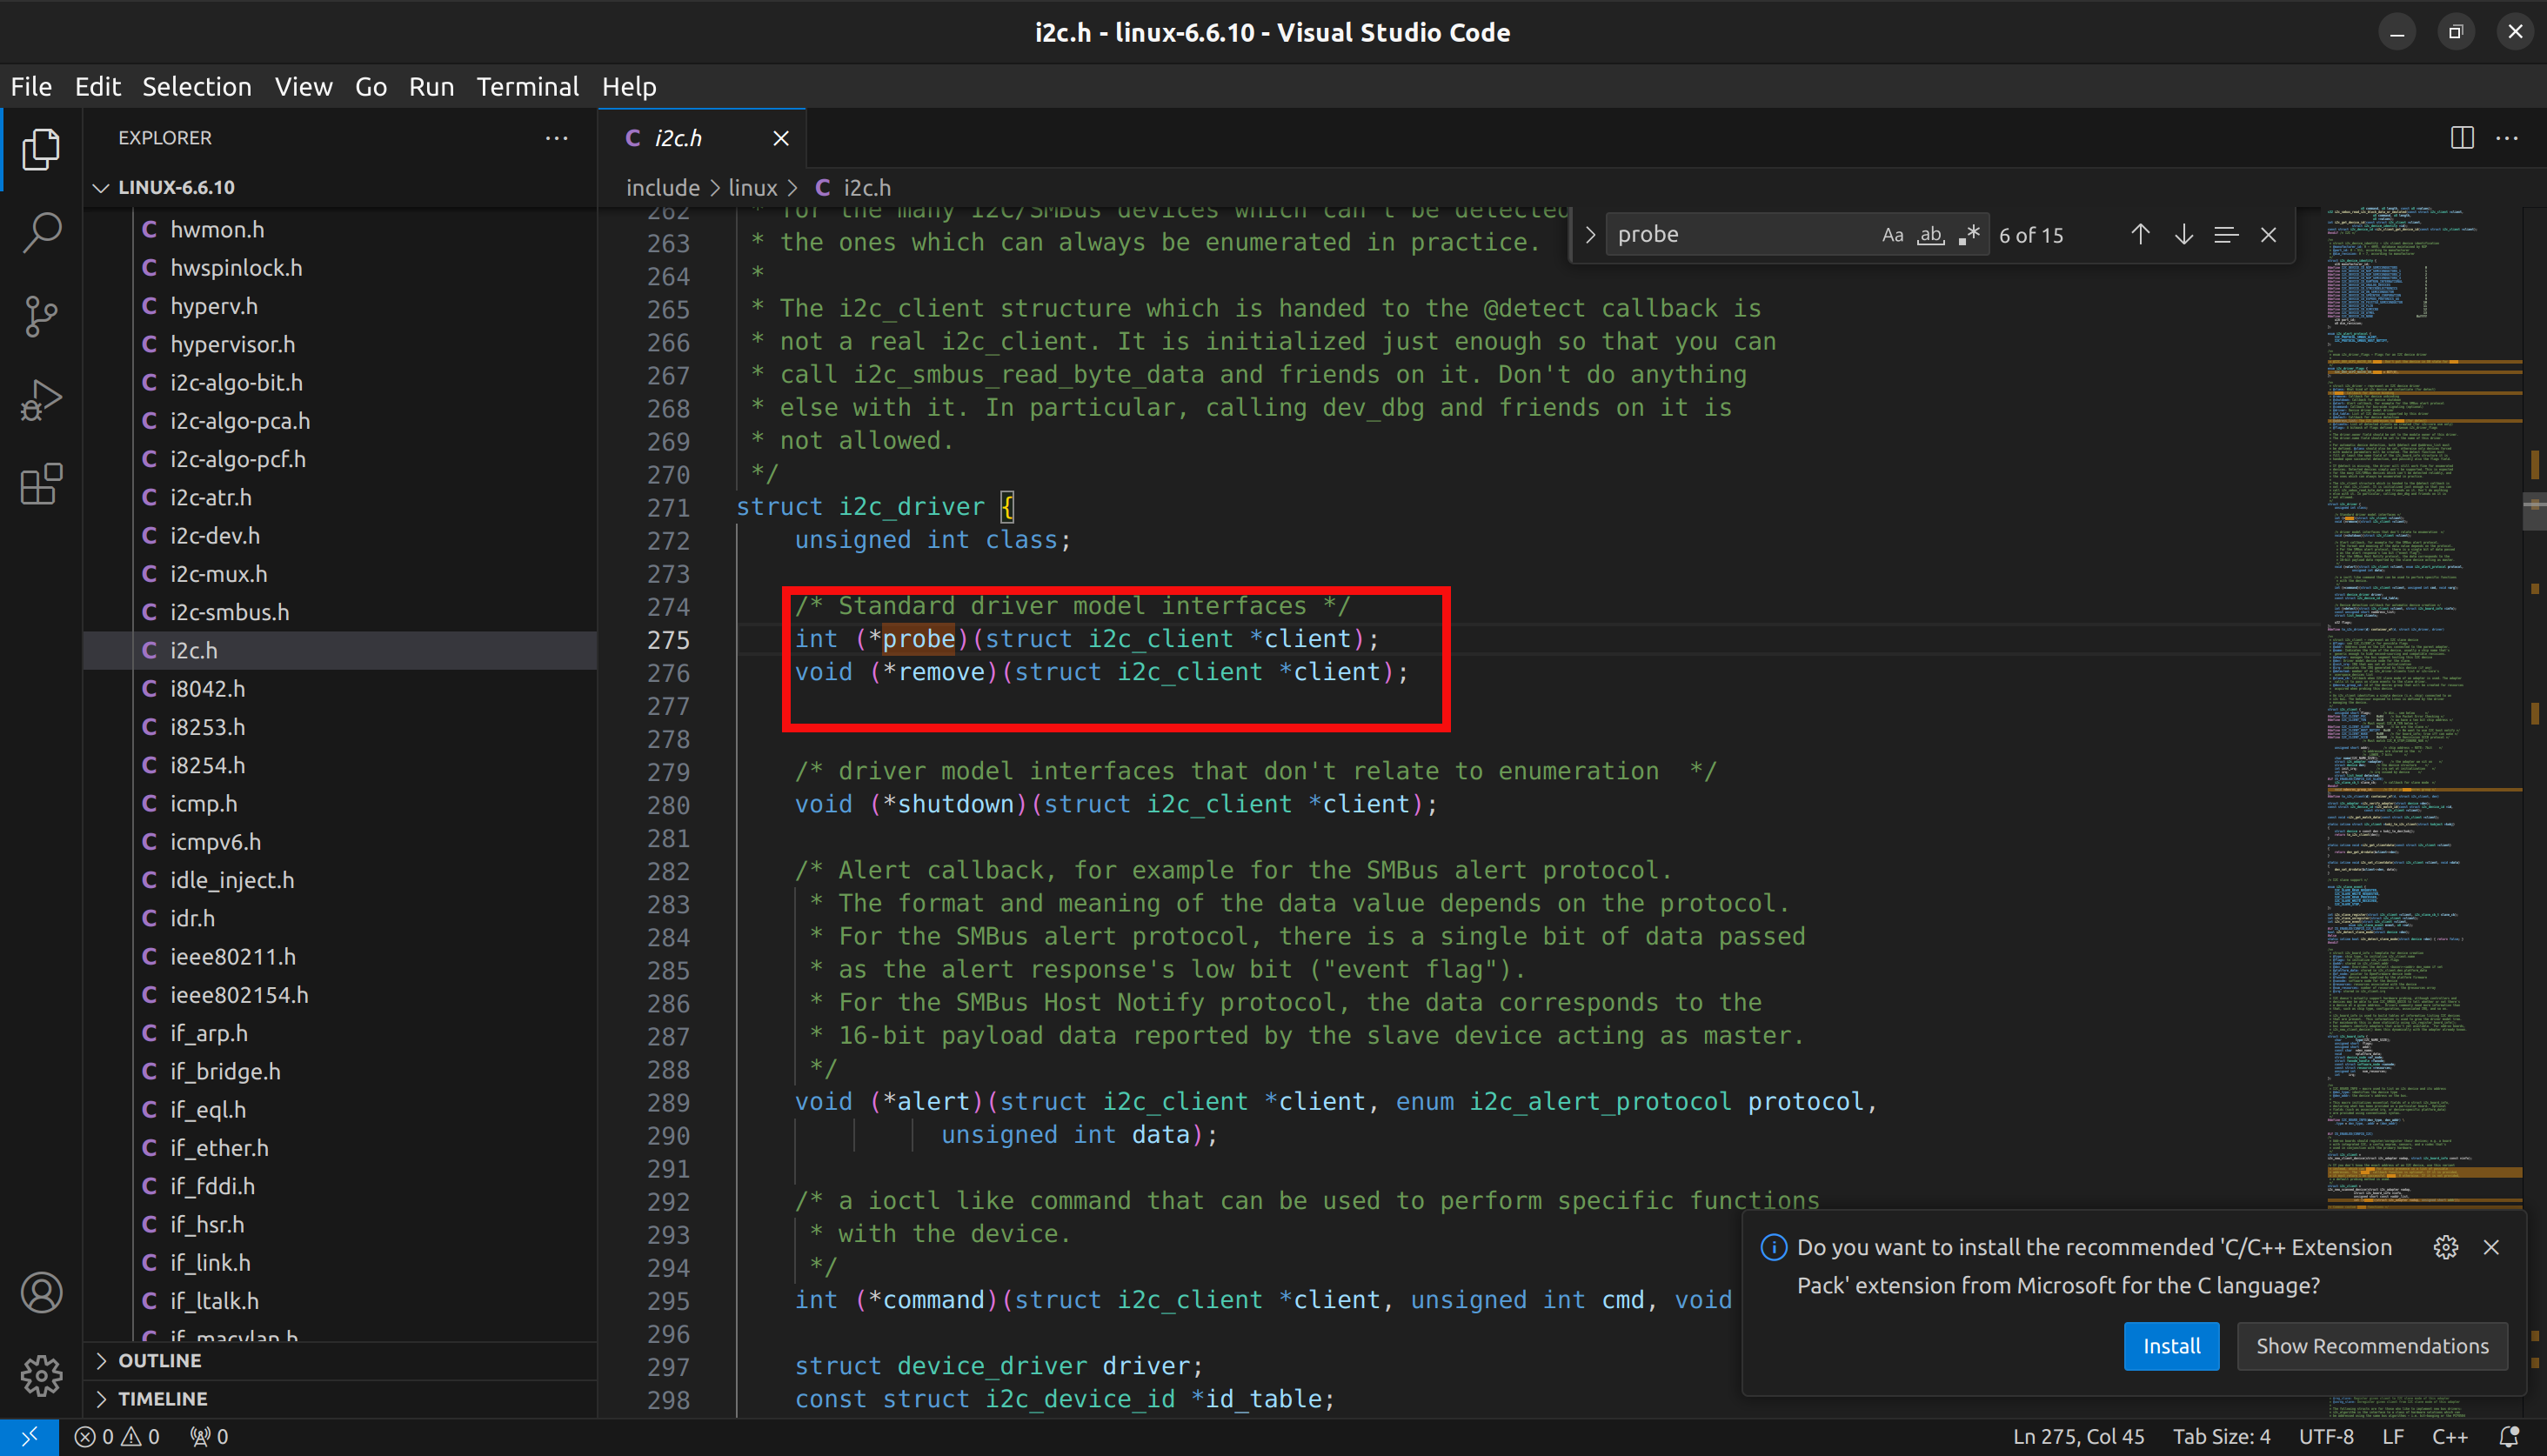 i2c.h - linux-6.6.10 - Visual Studio Code
File Edit Selection View Go Run Terminal Help
EXPLORER
LINUX-6.6.10
hwmon.h
hwspinlock.h
hyperv.h
hypervisor.h
i2c-algo-bit.h
i2c-algo-pca.h
i2c-algo-pcf.h
i2c-atr.h
i2c-dev.h
i2c-mux.h
i2c-smbus.h
i2c.h
i8042.h
i8253.h
i8254.h
icmp.h
icmpv6.h
idle_inject.h
idr.h
ieee80211.h
ieee802154.h
if_arp.h
if_bridge.h
if_eql.h
if_ether.h
if_fddi.h
if_hsr.h
if_link.h
if_ltalk.h
if_macvlan.h
OUTLINE
TIMELINE
C i2c.h
include > linux > C i2c.h
probe Aa ab .* 6 of 15
262 * for the many I2C/SMBus devices which can't be detected
263 * the ones which can always be enumerated in practice.
264 *
265 * The i2c_client structure which is handed to the @detect callback is
266 * not a real i2c_client. It is initialized just enough so that you can
267 * call i2c_smbus_read_byte_data and friends on it. Don't do anything
268 * else with it. In particular, calling dev_dbg and friends on it is
269 * not allowed.
270 */
271 struct i2c_driver {
272 unsigned int class;
273
274 /* Standard driver model interfaces */
275 int (*probe)(struct i2c_client *client);
276 void (*remove)(struct i2c_client *client);
277
278
279 /* driver model interfaces that don't relate to enumeration */
280 void (*shutdown)(struct i2c_client *client);
281
282 /* Alert callback, for example for the SMBus alert protocol.
283 * The format and meaning of the data value depends on the protocol.
284 * For the SMBus alert protocol, there is a single bit of data passed
285 * as the alert response's low bit ("event flag").
286 * For the SMBus Host Notify protocol, the data corresponds to the
287 * 16-bit payload data reported by the slave device acting as master.
288 */
289 void (*alert)(struct i2c_client *client, enum i2c_alert_protocol protocol,
290 unsigned int data);
291
292 /* a ioctl like command that can be used to perform specific functions
293 * with the device.
294 */
295 int (*command)(struct i2c_client *client, unsigned int cmd, void
296
297 struct device_driver driver;
298 const struct i2c_device_id *id_table;
Do you want to install the recommended 'C/C++ Extension
Pack' extension from Microsoft for the C language?
Install Show Recommendations
0 0 0 Ln 275, Col 45 Tab Size: 4 UTF-8 LF C++